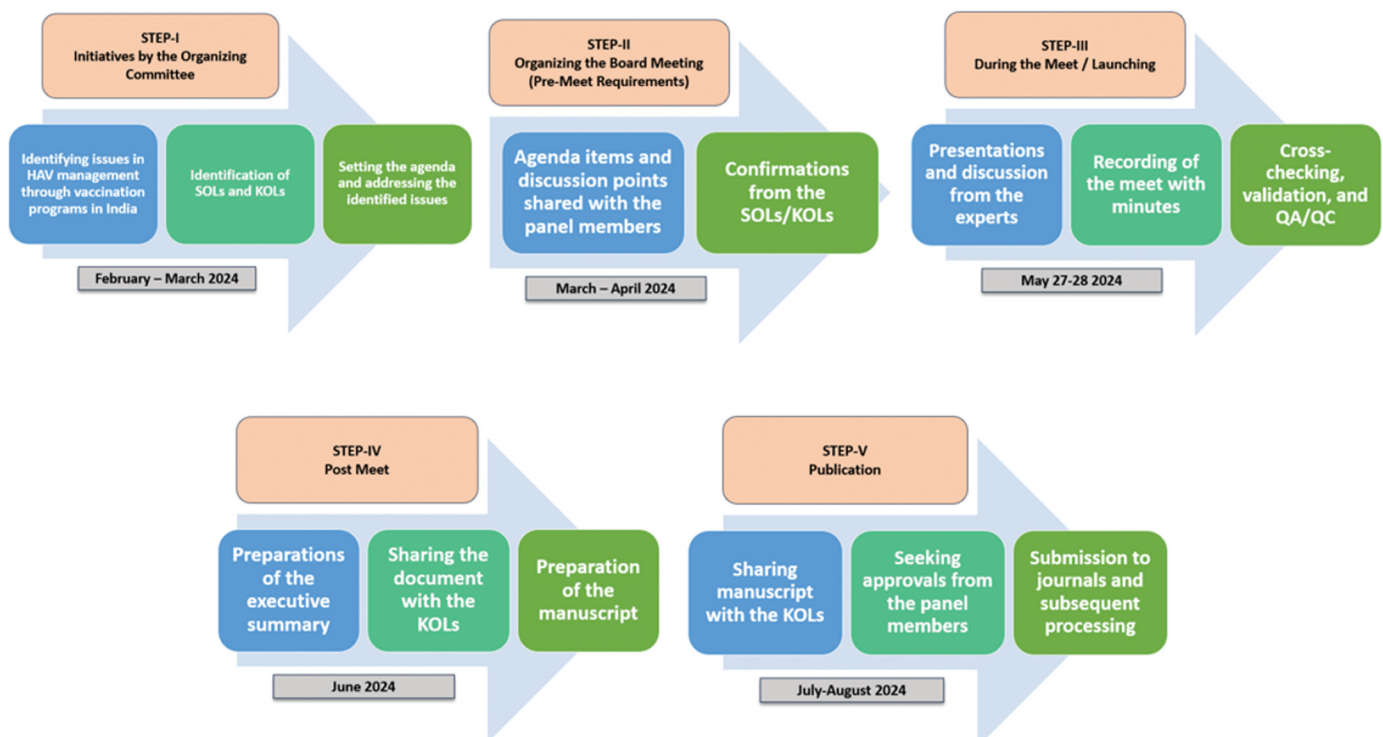 STEP-I
Initiatives by the Organizing
Committee
Identifying issues in
HAV management
through vaccination
programs in India
Identification of
SOLs and KOLs
Setting the agenda
and addressing the
identified issues
February – March 2024
STEP-II
Organizing the Board Meeting
(Pre-Meet Requirements)
Agenda items and
discussion points
shared with the
panel members
Confirmations
from the
SOLs/KOLs
March – April 2024
STEP-III
During the Meet / Launching
Presentations
and discussion
from the
experts
Recording of
the meet with
minutes
Cross-
checking,
validation, and
QA/QC
May 27-28 2024
STEP-IV
Post Meet
Preparations
of the
executive
summary
Sharing the
document
with the
KOLs
Preparation
of the
manuscript
June 2024
STEP-V
Publication
Sharing
manuscript
with the KOLs
Seeking
approvals from
the panel
members
Submission to
journals and
subsequent
processing
July-August 2024